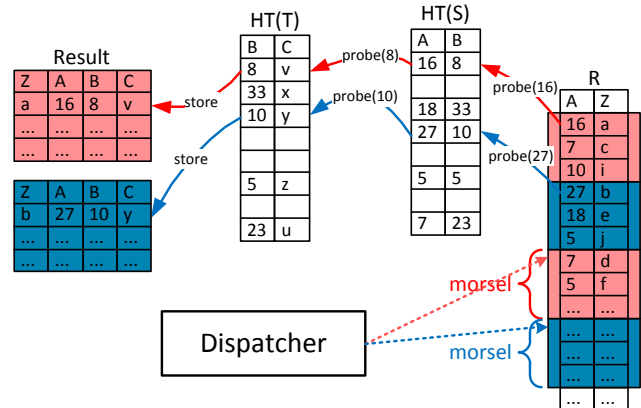 Result
Z A B C
a 16 8 v
... ... ... ...
... ... ... ...
Z A B C
b 27 10 y
... ... ... ...
... ... ... ...
store
store
HT(T)
B C
8 v
33 x
10 y
5 z
23 u
probe(8)
probe(10)
HT(S)
A B
16 8
18 33
27 10
5 5
7 23
probe(16)
probe(27)
R
A Z
16 a
7 c
10 i
27 b
18 e
5 j
7 d
5 f
... ...
... ...
... ...
... ...
... ...
morsel
morsel
Dispatcher